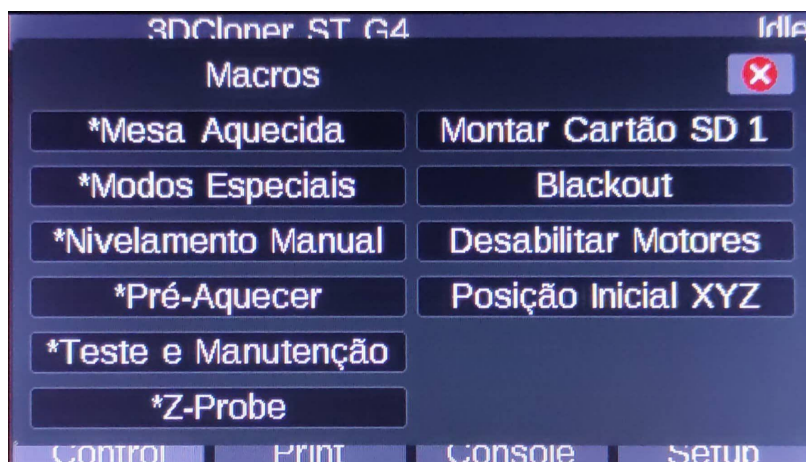 3DCloner ST G4 Idle
Macros
*Mesa Aquecida
Montar Cartão SD 1
*Modos Especiais
Blackout
*Nivelamento Manual
Desabilitar Motores
*Pré-Aquecer
Posição Inicial XYZ
*Teste e Manutenção
*Z-Probe
Control Print Console Setup